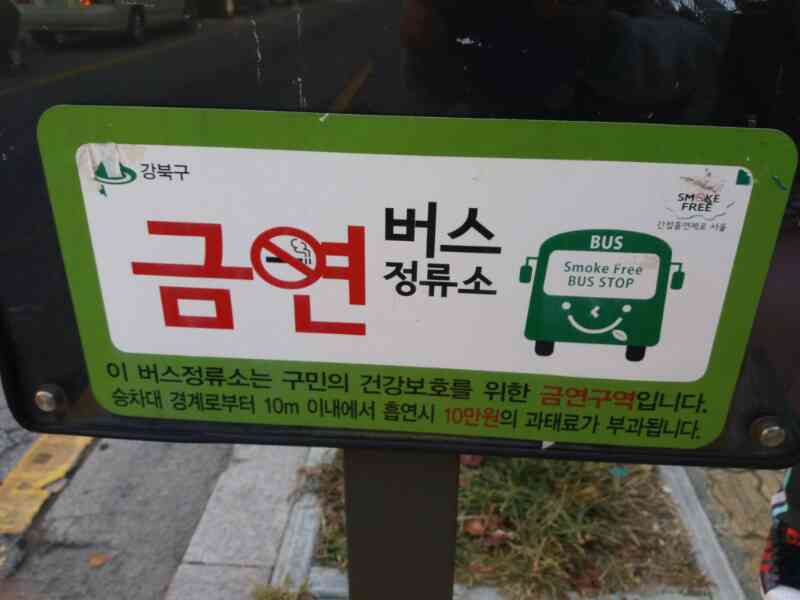 강북구
SMOKE
FREE
간접흡연제로 서울
금연
버스
정류소
BUS
Smoke Free
BUS STOP
이 버스정류소는 구민의 건강보호를 위한 금연구역입니다.
승차대 경계로부터 10m 이내에서 흡연시 10만원의 과태료가 부과됩니다.